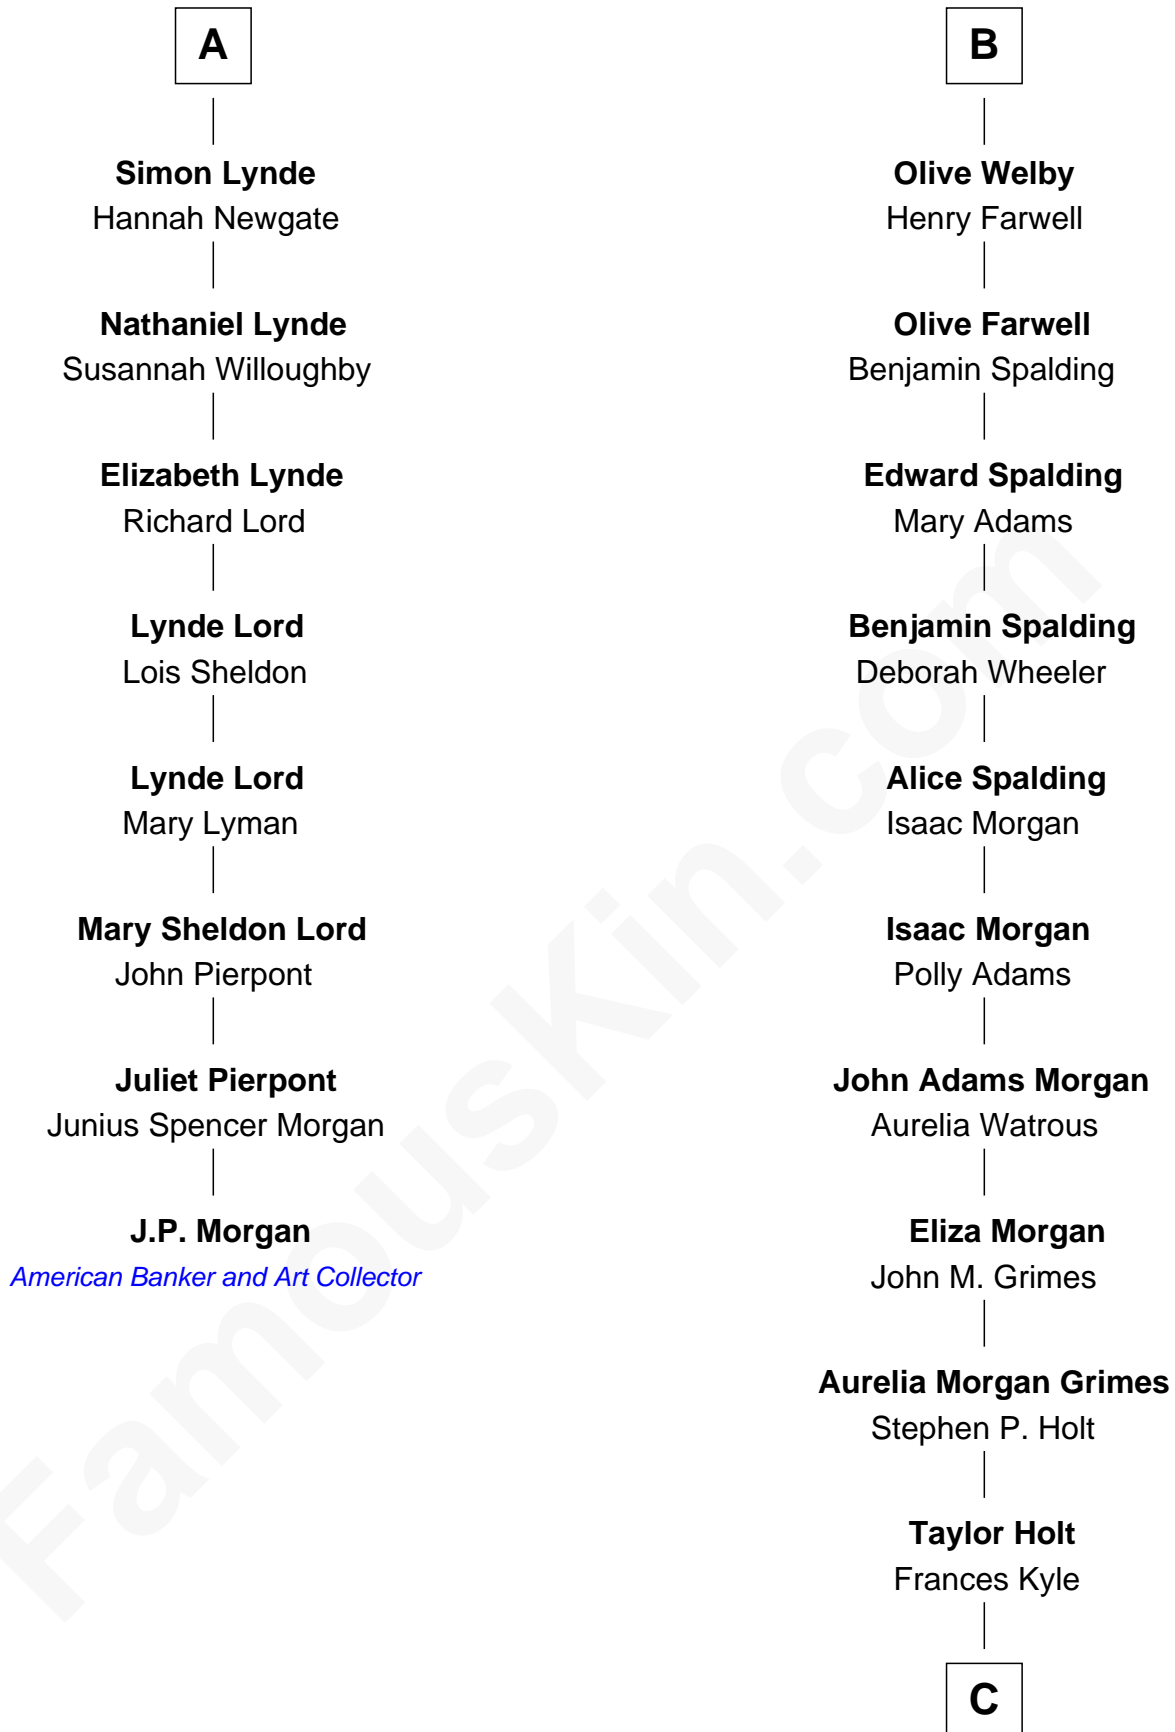 A
Simon Lynde
Hannah Newgate
Nathaniel Lynde
Susannah Willoughby
Elizabeth Lynde
Richard Lord
Lynde Lord
Lois Sheldon
Lynde Lord
Mary Lyman
Mary Sheldon Lord
John Pierpont
Juliet Pierpont
Junius Spencer Morgan
J.P. Morgan
American Banker and Art Collector
B
Olive Welby
Henry Farwell
Olive Farwell
Benjamin Spalding
Edward Spalding
Mary Adams
Benjamin Spalding
Deborah Wheeler
Alice Spalding
Isaac Morgan
Isaac Morgan
Polly Adams
John Adams Morgan
Aurelia Watrous
Eliza Morgan
John M. Grimes
Aurelia Morgan Grimes
Stephen P. Holt
Taylor Holt
Frances Kyle
C
FamousKin.com